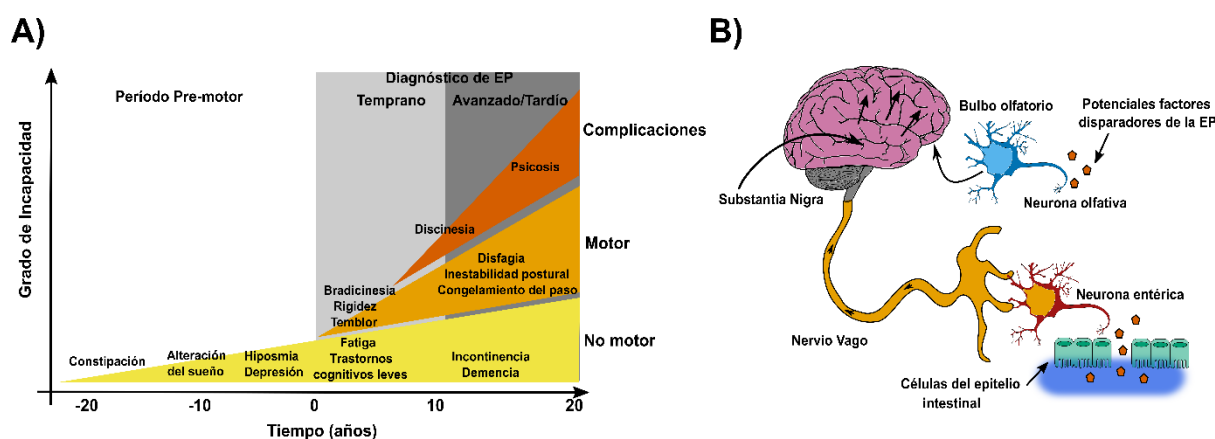 A)
Grado de Incapacidad
Período Pre-motor
Diagnóstico de EP
Temprano
Avanzado/Tardío
Complicaciones
Psicosis
Discinesia
Motor
Disfagia
Inestabilidad postural
Congelamiento del paso
Bradicinesia
Rigidez
Temblor
No motor
Constipación
Alteración
del sueño
Hiposmia
Depresión
Fatiga
Trastornos
cognitivos leves
Incontinencia
Demencia
-20
-10
0
10
20
Tiempo (años)
B)
Bulbo olfatorio
Potenciales factores
disparadores de la EP
Substantia Nigra
Neurona olfativa
Neurona entérica
Nervio Vago
Células del epitelio
intestinal